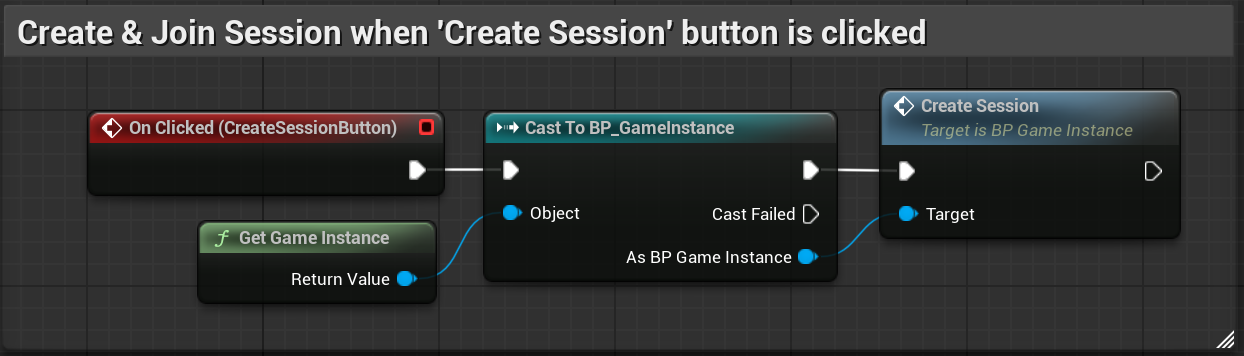 Create & Join Session when 'Create Session' button is clicked
On Clicked (CreateSessionButton)
Cast To BP_GameInstance
Create Session
Target is BP Game Instance
Object
Cast Failed
Target
f Get Game Instance
As BP Game Instance
Return Value